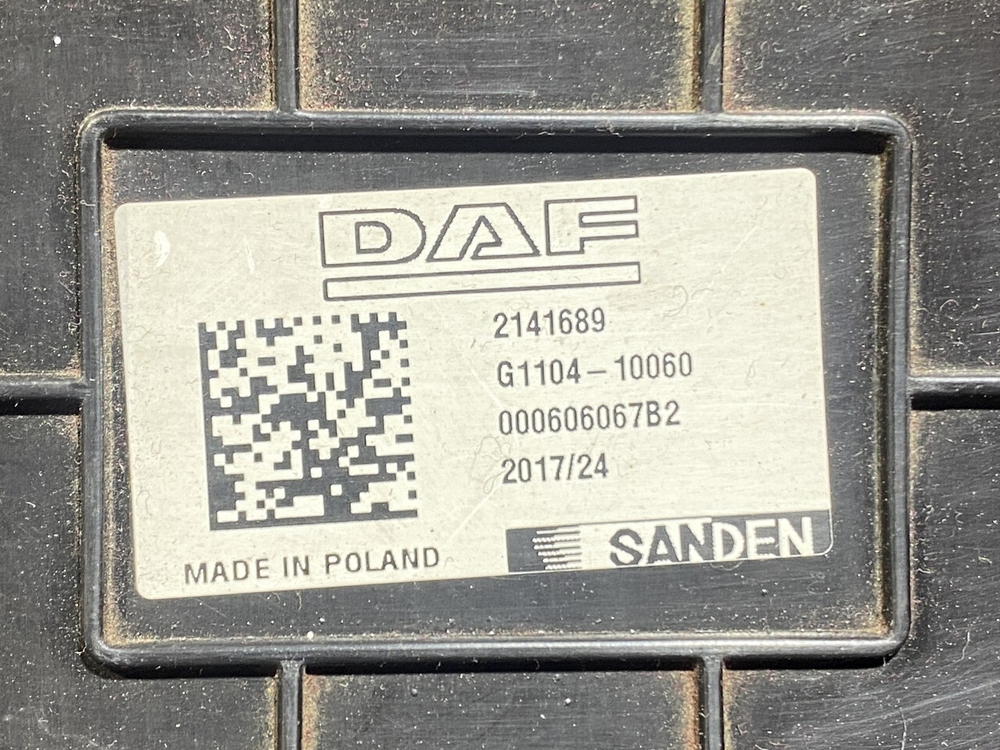 DAF
2141689
G1104-10060
000606067B2
2017/24
MADE IN POLAND
SANDEN